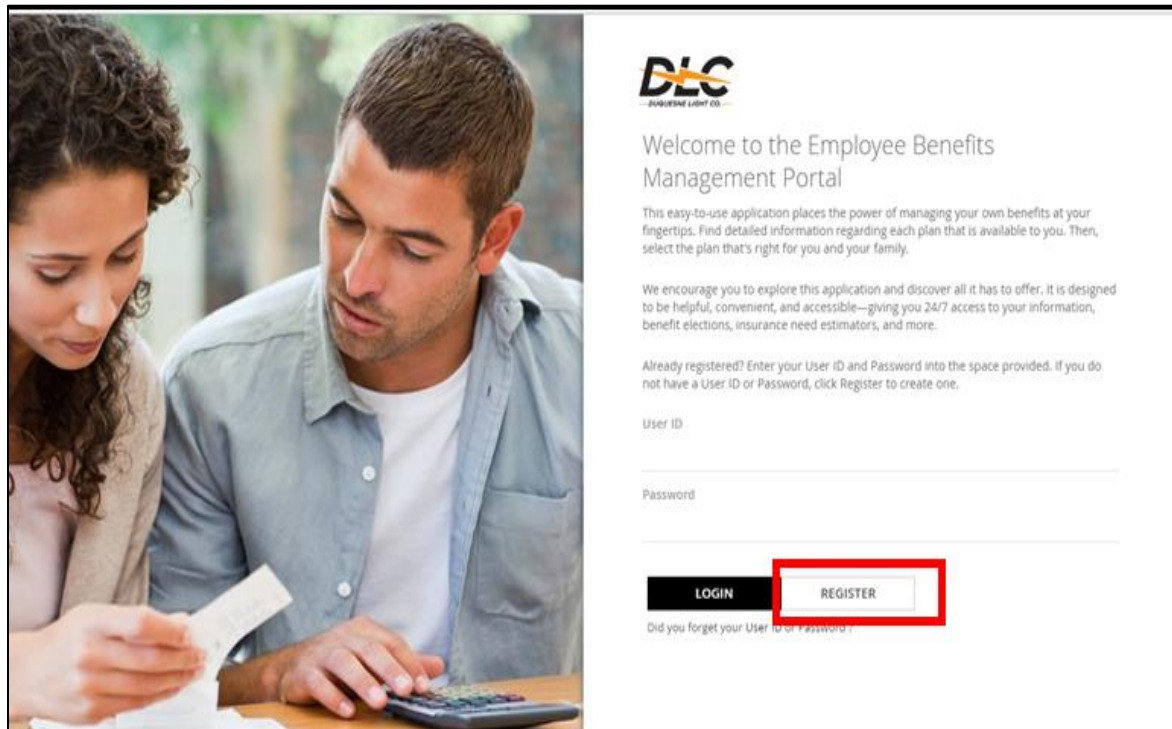 DLC
DUQUESNE LIGHT CO.
Welcome to the Employee Benefits
Management Portal
This easy-to-use application places the power of managing your own benefits at your
fingertips. Find detailed information regarding each plan that is available to you. Then,
select the plan that's right for you and your family.
We encourage you to explore this application and discover all it has to offer. It is designed
to be helpful, convenient, and accessible—giving you 24/7 access to your information,
benefit elections, insurance need estimators, and more.
Already registered? Enter your User ID and Password into the space provided. If you do
not have a User ID or Password, click Register to create one.
User ID
Password
LOGIN REGISTER
Did you forget your User ID or Password ?